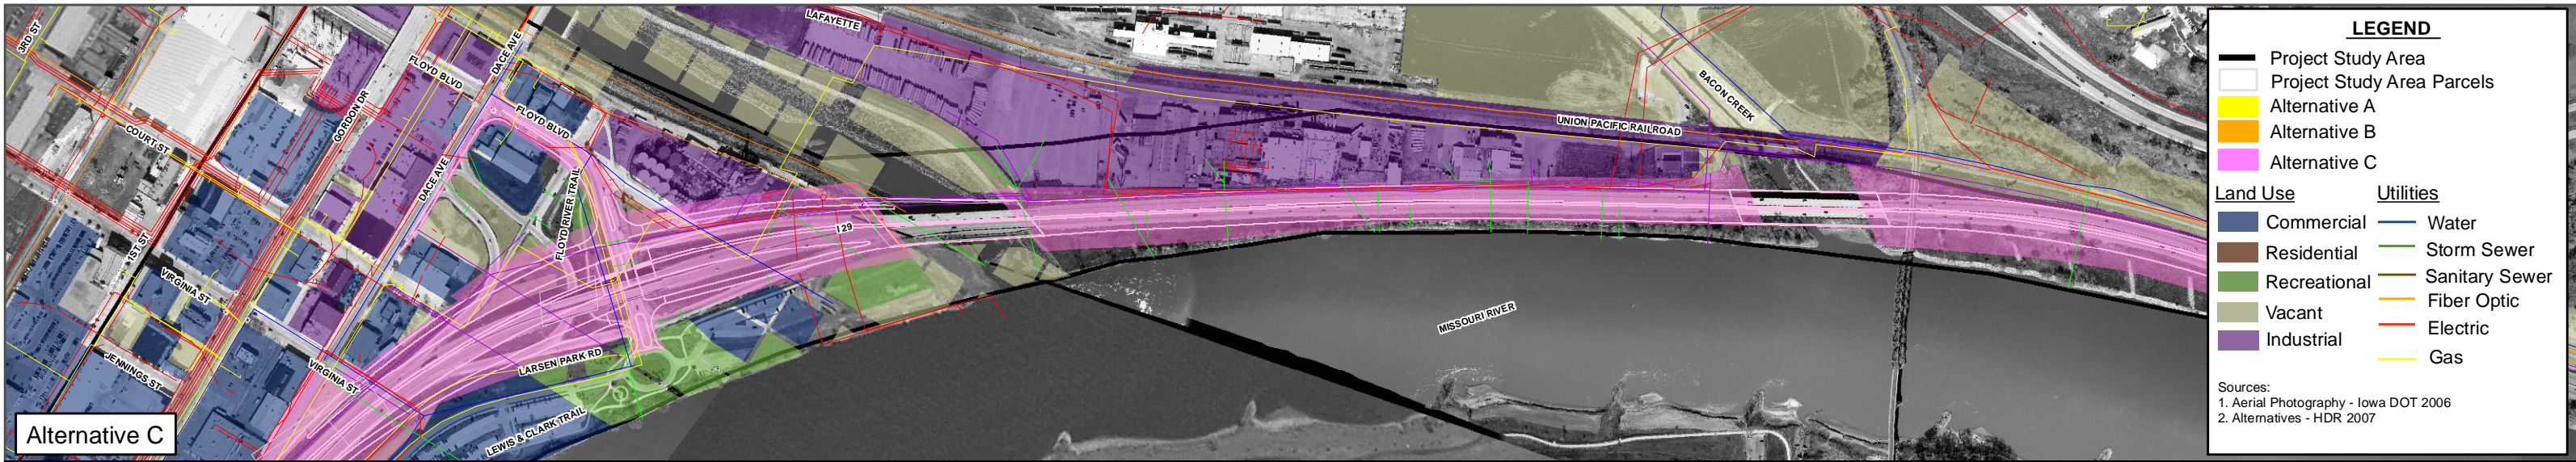 3RD ST
COURT ST
1ST ST
VIRGINIA ST
JENNINGS ST
VIRGINIA ST
GORDON DR
FLOYD BLVD
DACE AVE
DACE AVE
FLOYD BLVD
FLOYD RIVER TRAIL
LARSEN PARK RD
LEWIS & CLARK TRAIL
LAFAYETTE
I 29
UNION PACIFIC RAILROAD
BACON CREEK
MISSOURI RIVER
Alternative C
LEGEND
Project Study Area
Project Study Area Parcels
Alternative A
Alternative B
Alternative C
Land Use
Commercial
Residential
Recreational
Vacant
Industrial
Utilities
Water
Storm Sewer
Sanitary Sewer
Fiber Optic
Electric
Gas
Sources:
1. Aerial Photography - Iowa DOT 2006
2. Alternatives - HDR 2007